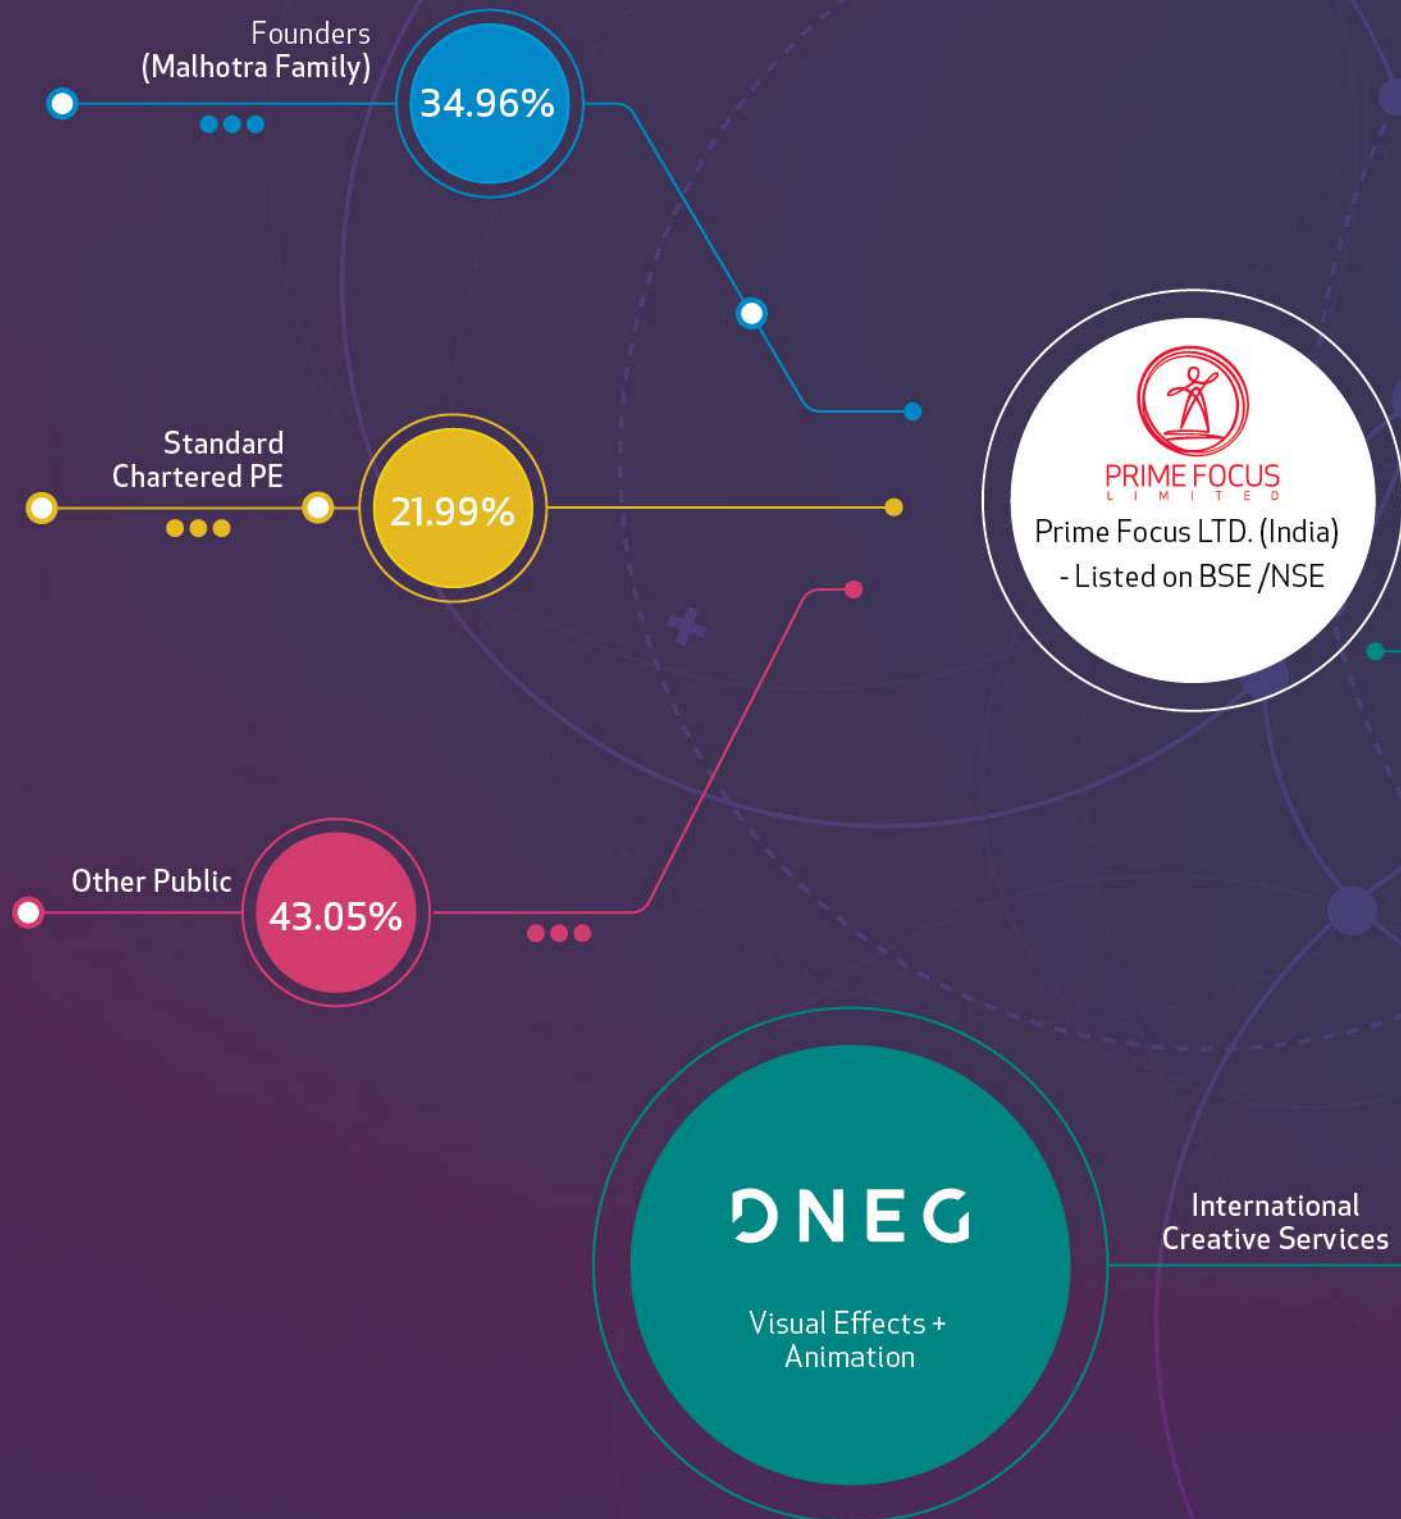 Founders
(Malhotra Family)
34.96%
Standard
Chartered PE
21.99%
PRIME FOCUS
LIMITED
Prime Focus LTD. (India)
- Listed on BSE /NSE
Other Public
43.05%
DNEG
Visual Effects +
Animation
International
Creative Services